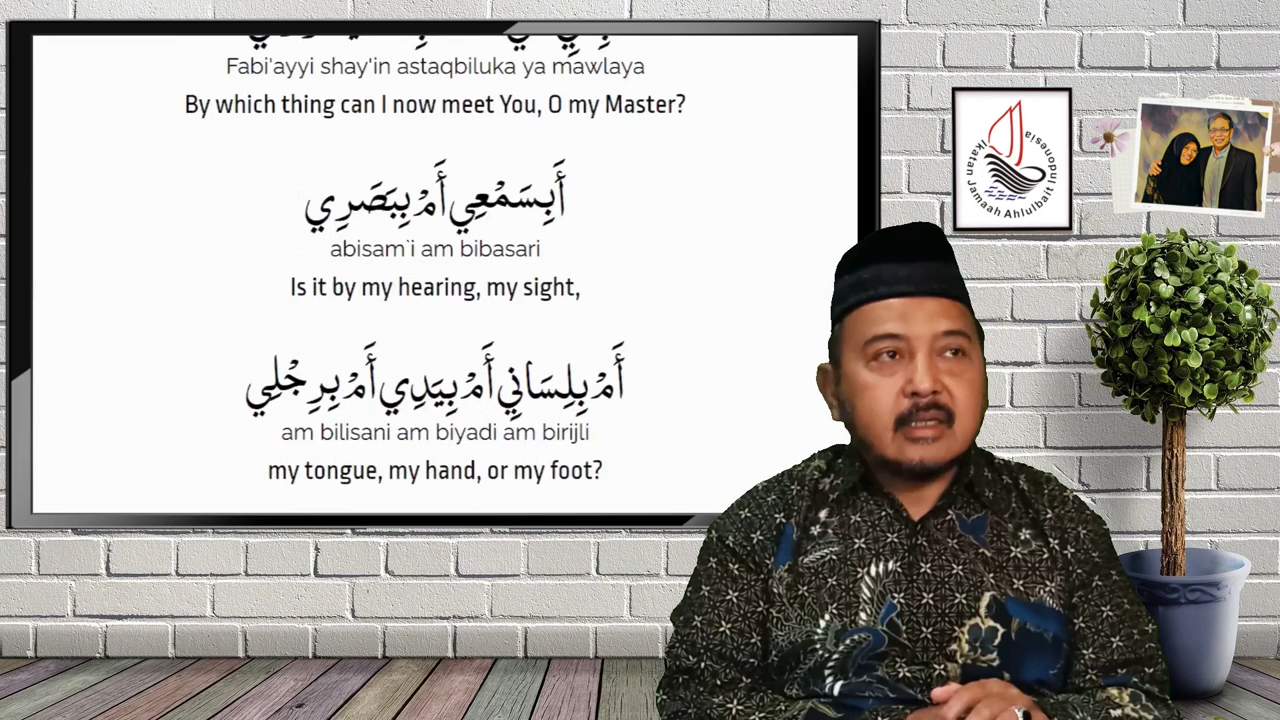 Fabi'ayyi shay'in astaqbiluka ya mawlaya
By which thing can I now meet You, O my Master?
أَبِسَمْعِي أَمْ بِبَصَرِي
abisam`i am bibasari
Is it by my hearing, my sight,
أَمْ بِلِسَانِي أَمْ بِيَدِي أَمْ بِرِجْلِي
am bilisani am biyadi am birijli
my tongue, my hand, or my foot?
Ikatan Jamaah Ahlulbait Indonesia